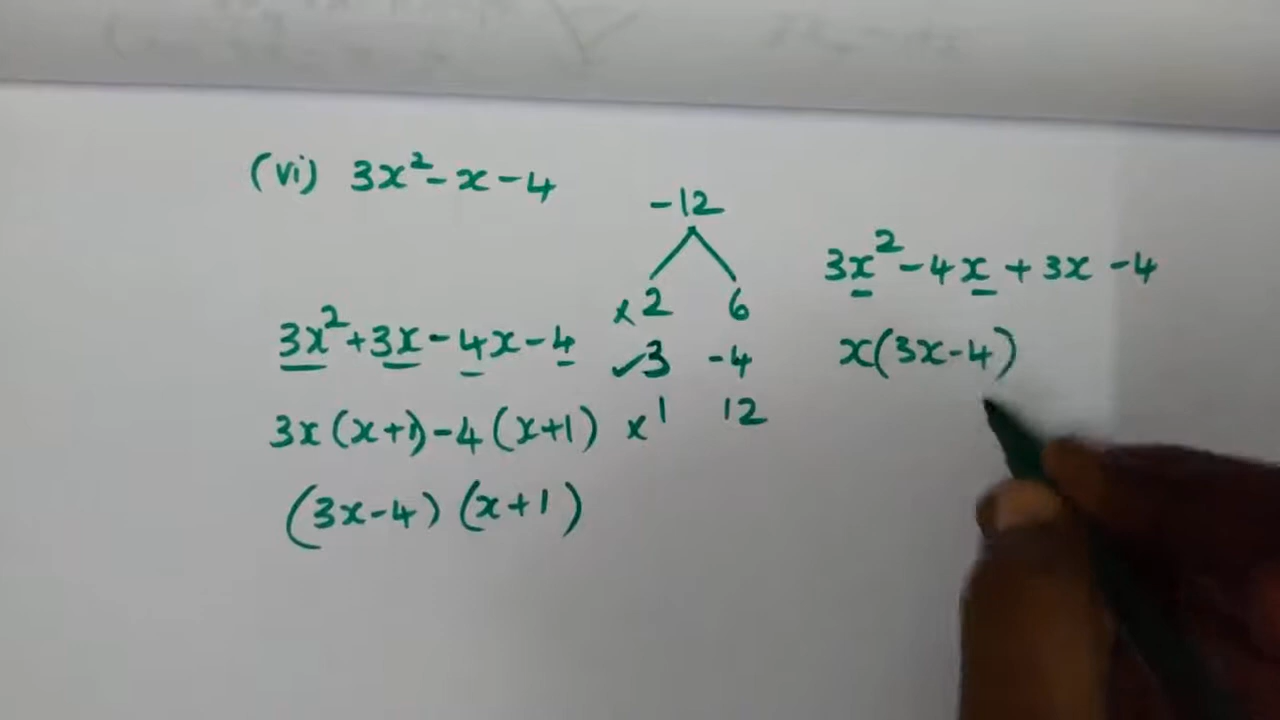 (vi) 3x² - x - 4
-12
×2 6
✓3 -4
×1 12
3x² + 3x - 4x - 4
3x(x+1) - 4(x+1)
(3x-4)(x+1)
3x² - 4x + 3x - 4
x(3x-4)